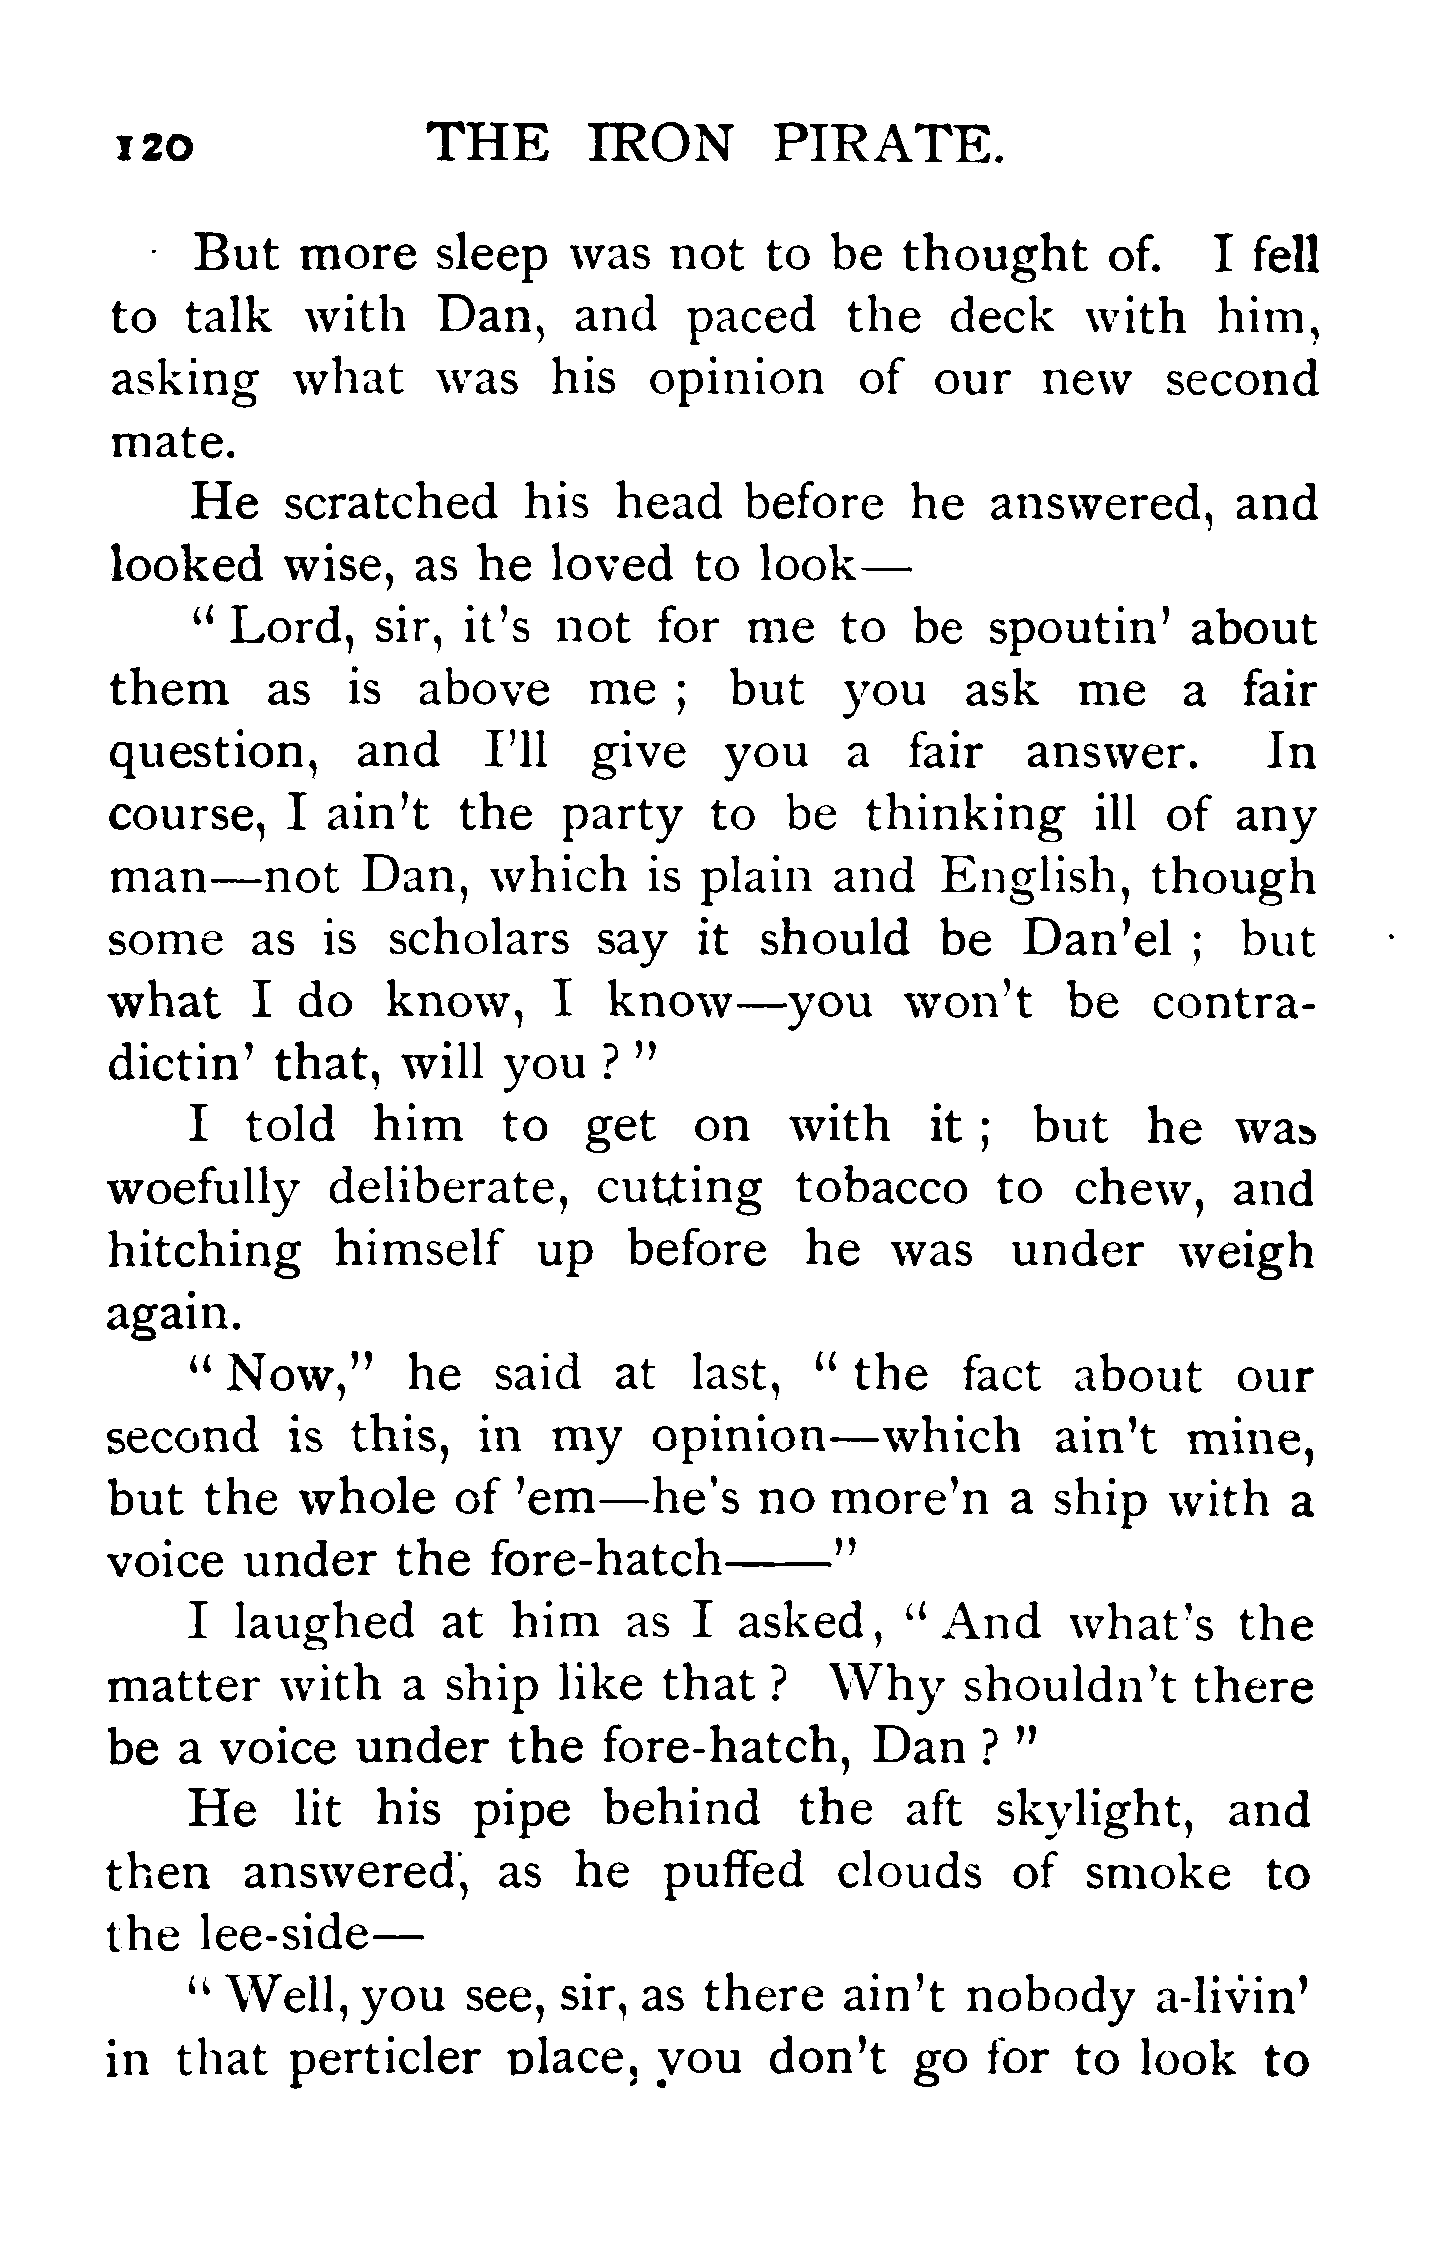 120 THE IRON PIRATE.
But more sleep was not to be thought of. I fell
to talk with Dan, and paced the deck with him,
asking what was his opinion of our new second
mate.
He scratched his head before he answered, and
looked wise, as he loved to look—
“ Lord, sir, it’s not for me to be spoutin’ about
them as is above me ; but you ask me a fair
question, and I’ll give you a fair answer. In
course, I ain’t the party to be thinking ill of any
man—not Dan, which is plain and English, though
some as is scholars say it should be Dan’el ; but
what I do know, I know—you won’t be contra-
dictin’ that, will you ? ”
I told him to get on with it ; but he was
woefully deliberate, cutting tobacco to chew, and
hitching himself up before he was under weigh
again.
“ Now,” he said at last, “ the fact about our
second is this, in my opinion—which ain’t mine,
but the whole of ’em—he’s no more’n a ship with a
voice under the fore-hatch——”
I laughed at him as I asked, “ And what’s the
matter with a ship like that ? Why shouldn’t there
be a voice under the fore-hatch, Dan ? ”
He lit his pipe behind the aft skylight, and
then answered, as he puffed clouds of smoke to
the lee-side—
“ Well, you see, sir, as there ain’t nobody a-livin’
in that perticler place, you don’t go for to look to